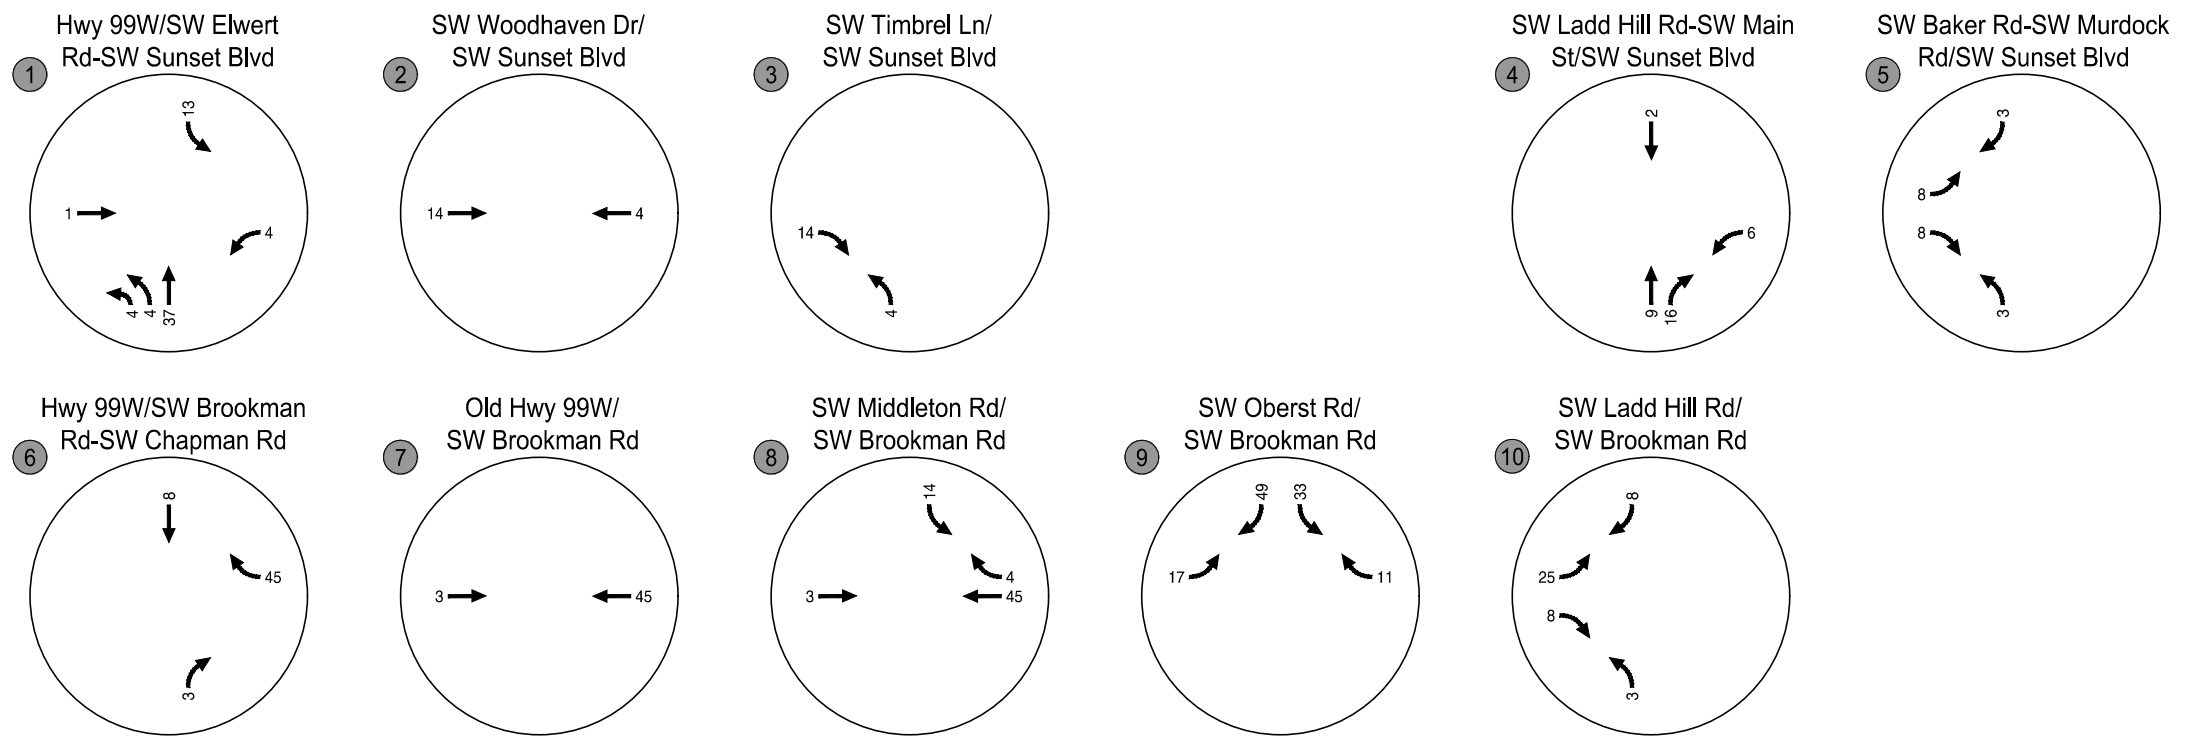 Hwy 99W/SW Elwert
Rd-SW Sunset Blvd
1
13
1
4
4
4
37
SW Woodhaven Dr/
SW Sunset Blvd
2
14
4
SW Timbrel Ln/
SW Sunset Blvd
3
14
4
SW Ladd Hill Rd-SW Main
St/SW Sunset Blvd
4
2
6
9
16
SW Baker Rd-SW Murdock
Rd/SW Sunset Blvd
5
3
8
8
3
Hwy 99W/SW Brookman
Rd-SW Chapman Rd
6
8
45
3
Old Hwy 99W/
SW Brookman Rd
7
3
45
SW Middleton Rd/
SW Brookman Rd
8
14
4
3
45
SW Oberst Rd/
SW Brookman Rd
9
49
33
17
11
SW Ladd Hill Rd/
SW Brookman Rd
10
8
25
8
3